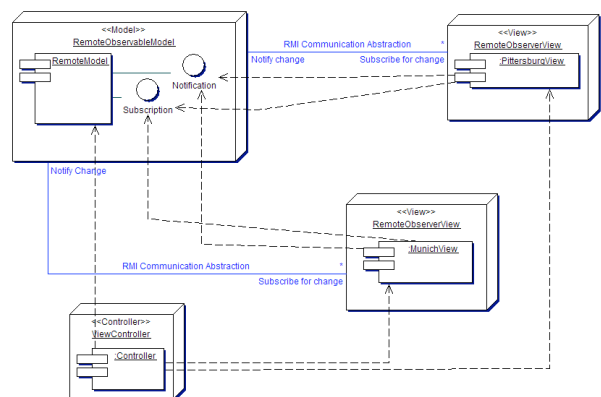 <<Model>>
RemoteObservableModel
RemoteModel
Notification
Subscription
RMI Communication Abstraction *
Notify change
Subscribe for change
<<View>>
RemoteObserverView
:PittersburgView
Notify Change
<<View>>
RemoteObserverView
:MunichView
RMI Communication Abstraction *
Subscribe for change
<<Controller>>
ViewController
:Controller